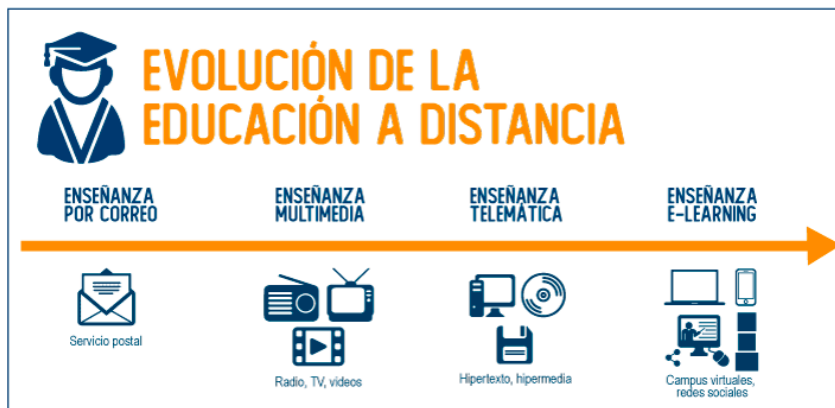 EVOLUCIÓN DE LA
EDUCACIÓN A DISTANCIA
ENSEÑANZA
POR CORREO
ENSEÑANZA
MULTIMEDIA
ENSEÑANZA
TELEMÁTICA
ENSEÑANZA
E-LEARNING
Servicio postal
Radio, TV, videos
Hipertexto, hipermedia
Campus virtuales,
redes sociales